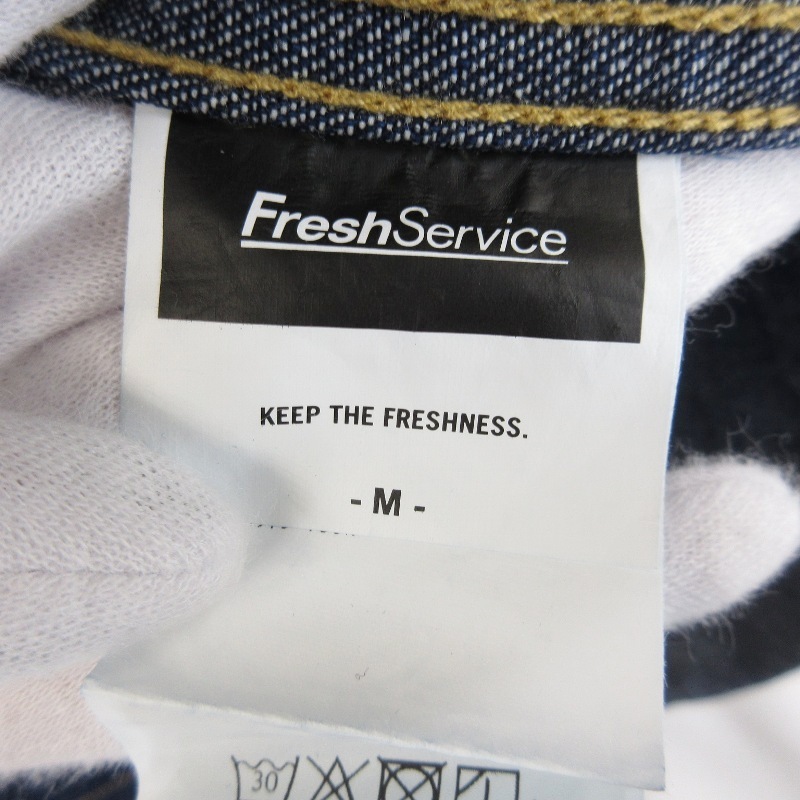 FreshService
KEEP THE FRESHNESS.
- M -
30